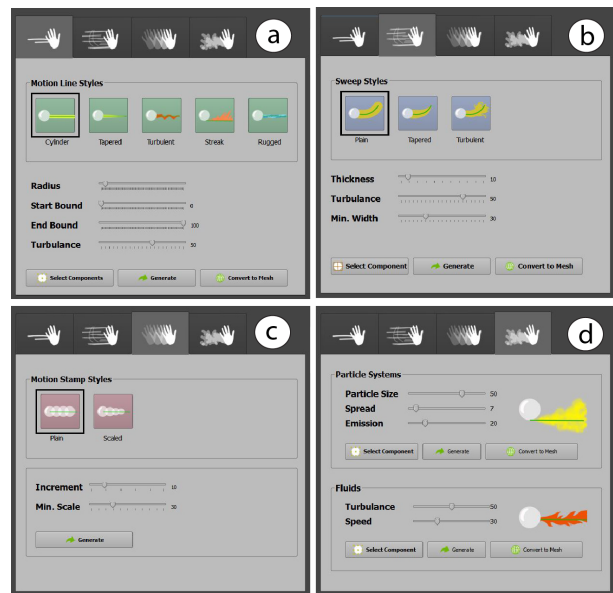 a
Motion Line Styles
Cylinder Tapered Turbulent Streak Rugged
Radius
Start Bound 0
End Bound 100
Turbulance 50
Select Components Generate Convert to Mesh
b
Sweep Styles
Plain Tapered Turbulent
Thickness 10
Turbulance 50
Min. Width 30
Select Component Generate Convert to Mesh
c
Motion Stamp Styles
Plain Scaled
Increment 10
Min. Scale 30
Generate
d
Particle Systems
Particle Size 50
Spread 7
Emission 20
Select Component Generate Convert to Mesh
Fluids
Turbulance 50
Speed 30
Select Component Generate Convert to Mesh